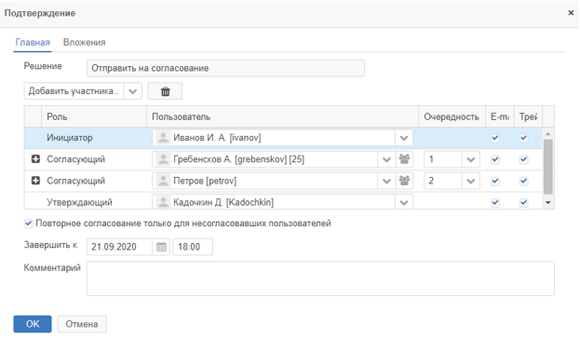 Подтверждение ×
Главная Вложения
Решение Отправить на согласование
Добавить участника...
Роль Пользователь Очередность E-ma Трей
Инициатор Иванов И. А. [ivanov]
Согласующий Гребенсков А. [grebenskov] [25] 1
Согласующий Петров [petrov] 2
Утверждающий Кадочкин Д. [Kadochkin]
Повторное согласование только для несогласовавших пользователей
Завершить к 21.09.2020 18:00
Комментарий
OK Отмена